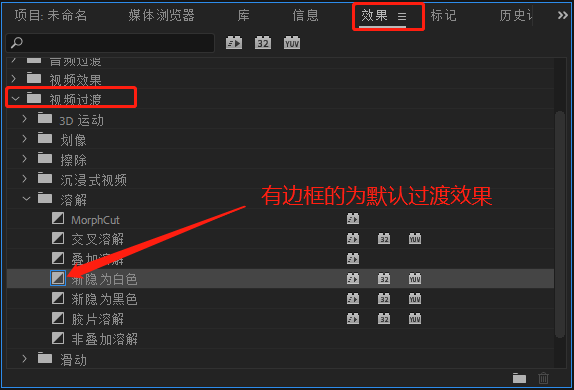 项目: 未命名 媒体浏览器 库 信息 效果 标记 历史记
32 YUV
音频过渡
视频效果
视频过渡
3D 运动
划像
擦除
沉浸式视频
溶解
有边框的为默认过渡效果
MorphCut
交叉溶解 32 YUV
叠加溶解
渐隐为白色 32 YUV
渐隐为黑色 32 YUV
胶片溶解 32 YUV
非叠加溶解
滑动